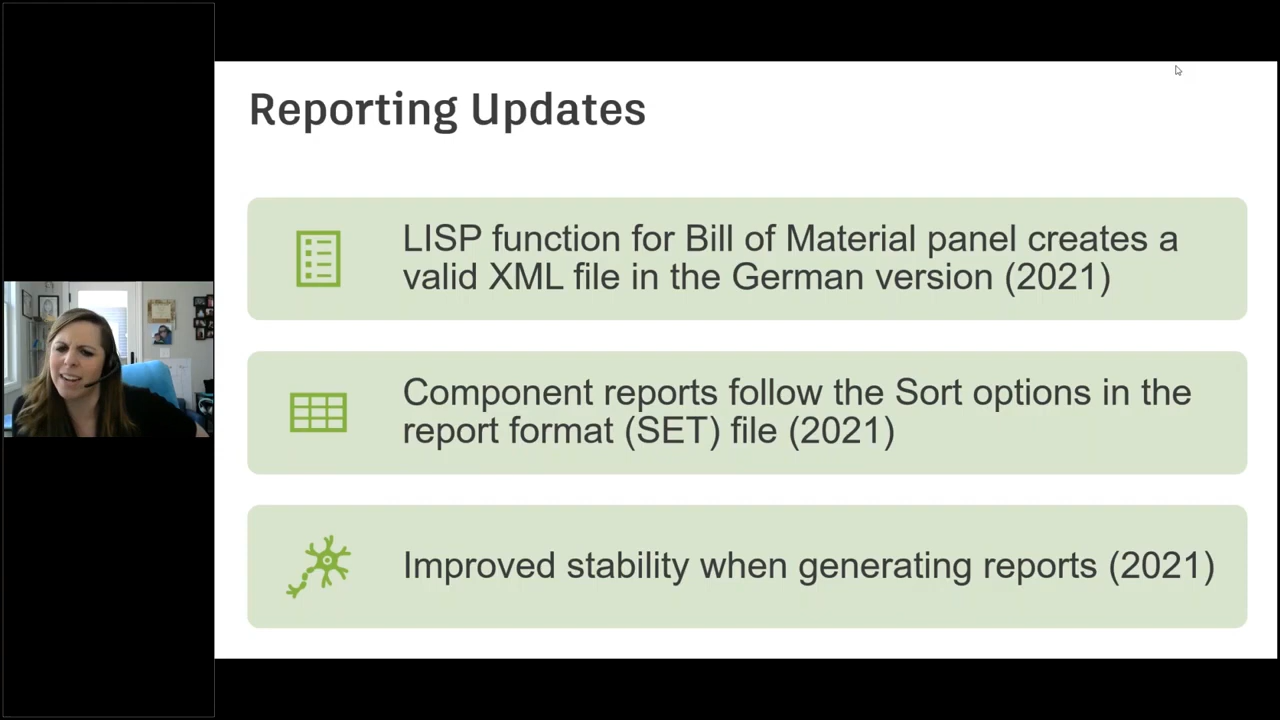 Reporting Updates
LISP function for Bill of Material panel creates a
valid XML file in the German version (2021)
Component reports follow the Sort options in the
report format (SET) file (2021)
Improved stability when generating reports (2021)